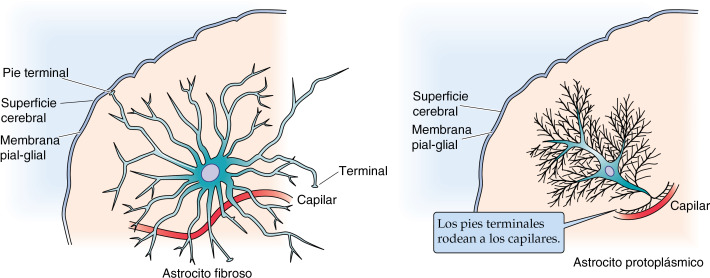 Pie terminal
Superficie
cerebral
Membrana
pial-glial
Terminal
Capilar
Astrocito fibroso
Superficie
cerebral
Membrana
pial-glial
Capilar
Los pies terminales
rodean a los capilares.
Astrocito protoplásmico